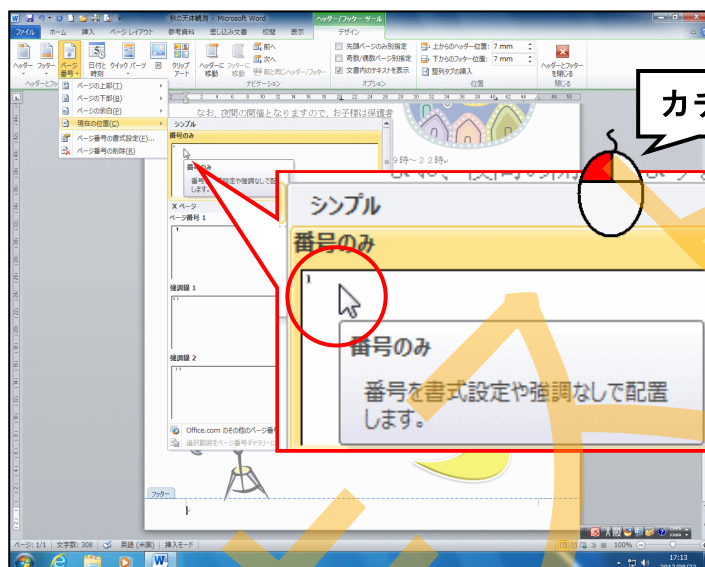 秋の天体観測 - Microsoft Word
ヘッダー/フッター ツール
ファイル ホーム 挿入 ページ レイアウト 参考資料 差し込み文書 校閲 表示 デザイン
ヘッダー フッター ページ番号 日付と時刻 クイック パーツ 図 クリップアート ヘッダーに移動 フッターに移動
前へ
次へ
前と同じヘッダー/フッター
先頭ページのみ別指定
奇数/偶数ページ別指定
文書内のテキストを表示
上からのヘッダー位置: 7 mm
下からのフッター位置: 7 mm
整列タブの挿入
ヘッダーとフッターを閉じる
ナビゲーション オプション 位置 閉じる
ページの上部(T)
ページの下部(B)
ページの余白(P)
現在の位置(C)
ページ番号の書式設定(F)...
ページ番号の削除(R)
なお、夜間の開催となりますので、お子様は保護者
9時~22時
シンプル
番号のみ
番号のみ
X ページ
ページ番号 1
強調線 1
強調線 2
Office.com のその他のページ番
選択範囲をページ番号ギャラリーに
カチ
シンプル
番号のみ
1
番号のみ
番号を書式設定や強調なしで配置
します。
フッター
ページ: 1/1 文字数: 308 英語 (米国) 挿入モード 100%
17:13